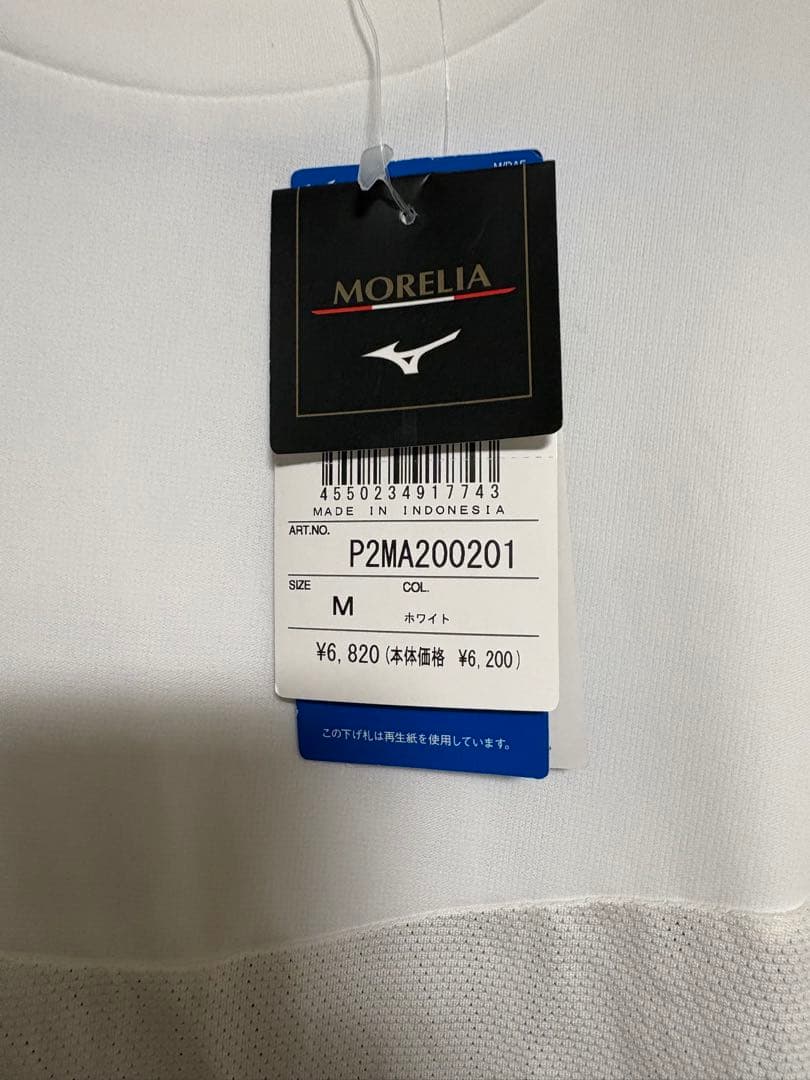 MORELIA
4550234917743
MADE IN INDONESIA
ART.NO.
P2MA200201
SIZE
M
COL.
ホワイト
¥6,820(本体価格 ¥6,200)
この下げ札は再生紙を使用しています。